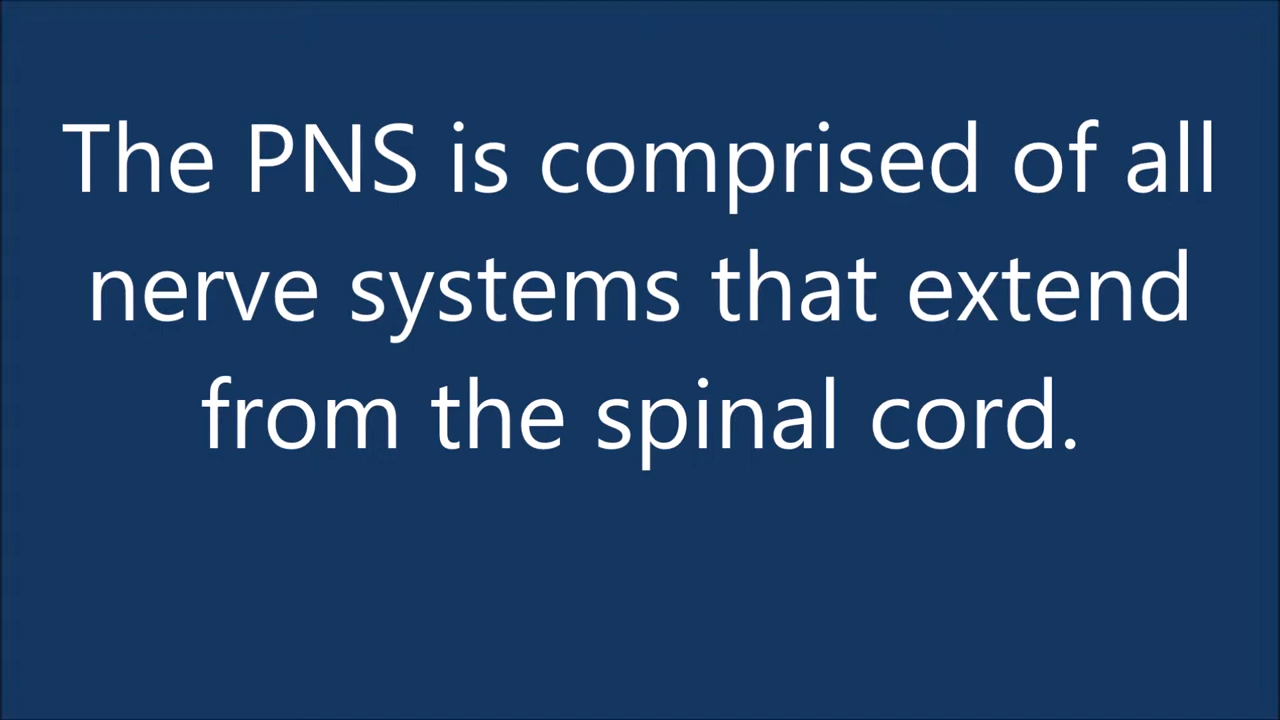 The PNS is comprised of all
nerve systems that extend
from the spinal cord.